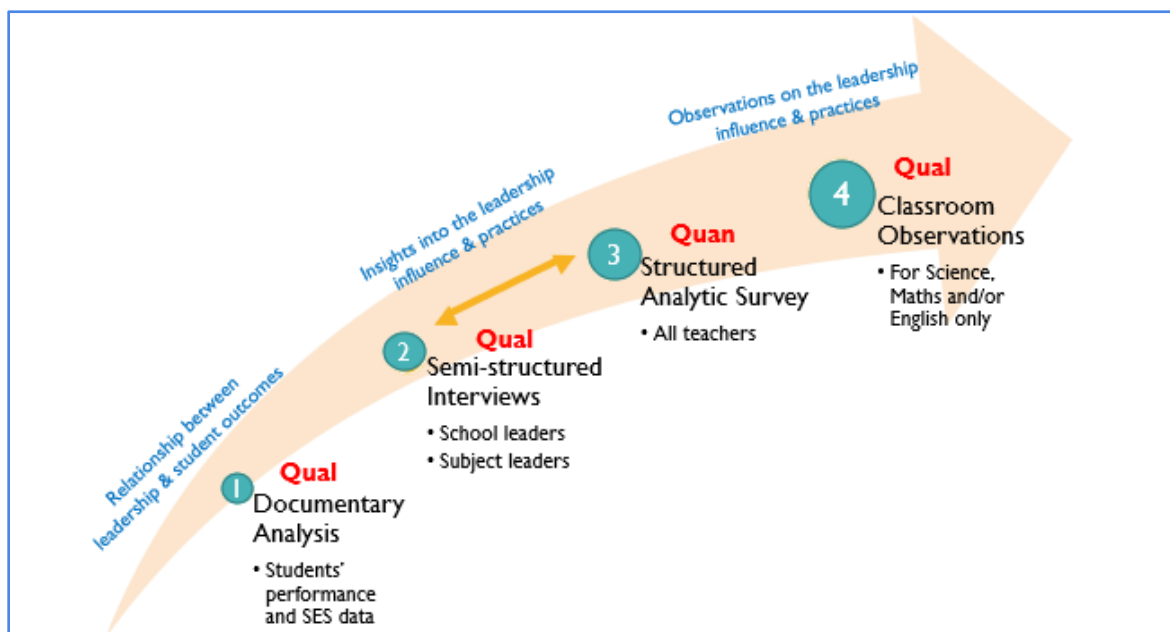 Relationship between
leadership & student outcomes
1
Qual
Documentary
Analysis
• Students'
performance
and SES data
Insights into the leadership
influence & practices
2
Qual
Semi-structured
Interviews
• School leaders
• Subject leaders
3
Quan
Structured
Analytic Survey
• All teachers
Observations on the leadership
influence & practices
4
Qual
Classroom
Observations
• For Science,
Maths and/or
English only